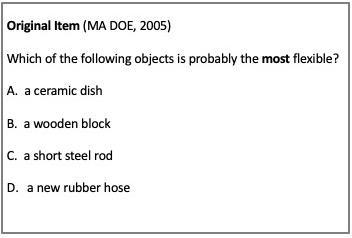 Original Item (MA DOE, 2005)
Which of the following objects is probably the most flexible?
A. a ceramic dish
B. a wooden block
C. a short steel rod
D. a new rubber hose